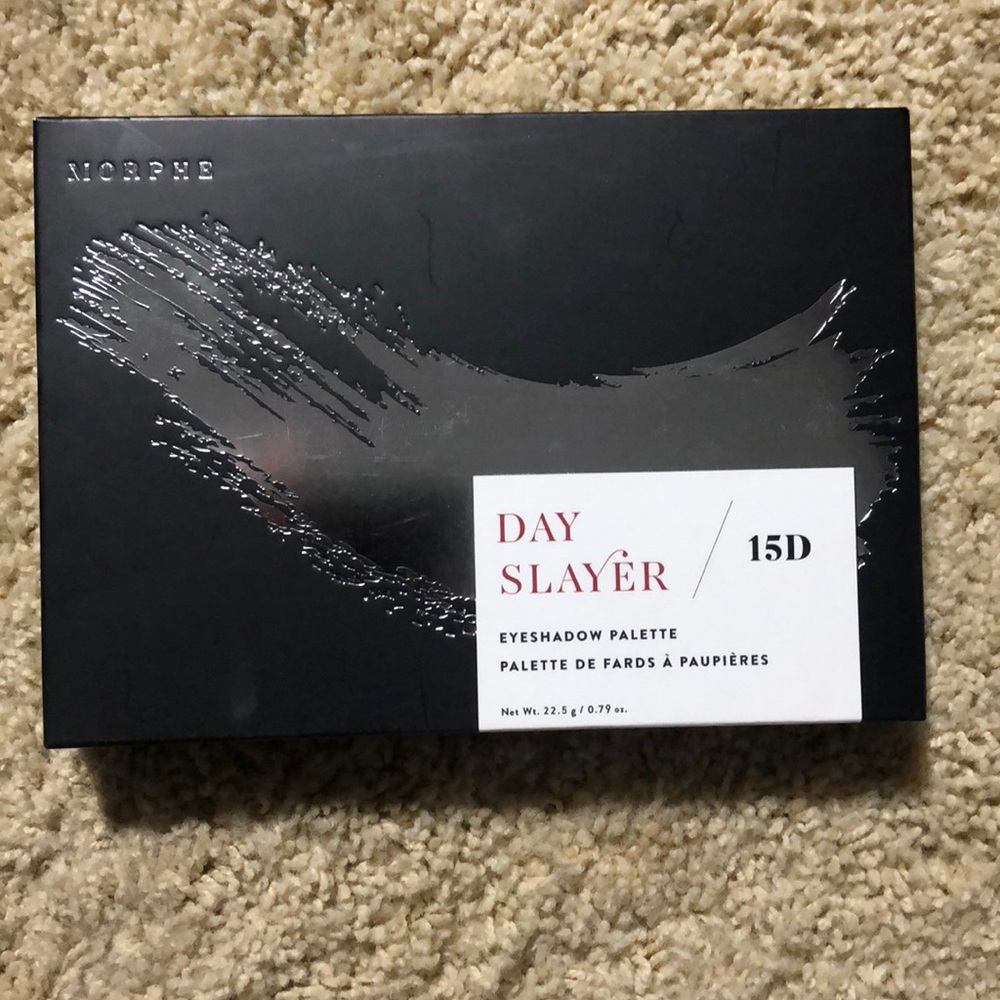 MORPHE
DAY
SLAYER
15D
EYESHADOW PALETTE
PALETTE DE FARDS À PAUPIÈRES
Net Wt. 22.5 g / 0.79 oz.